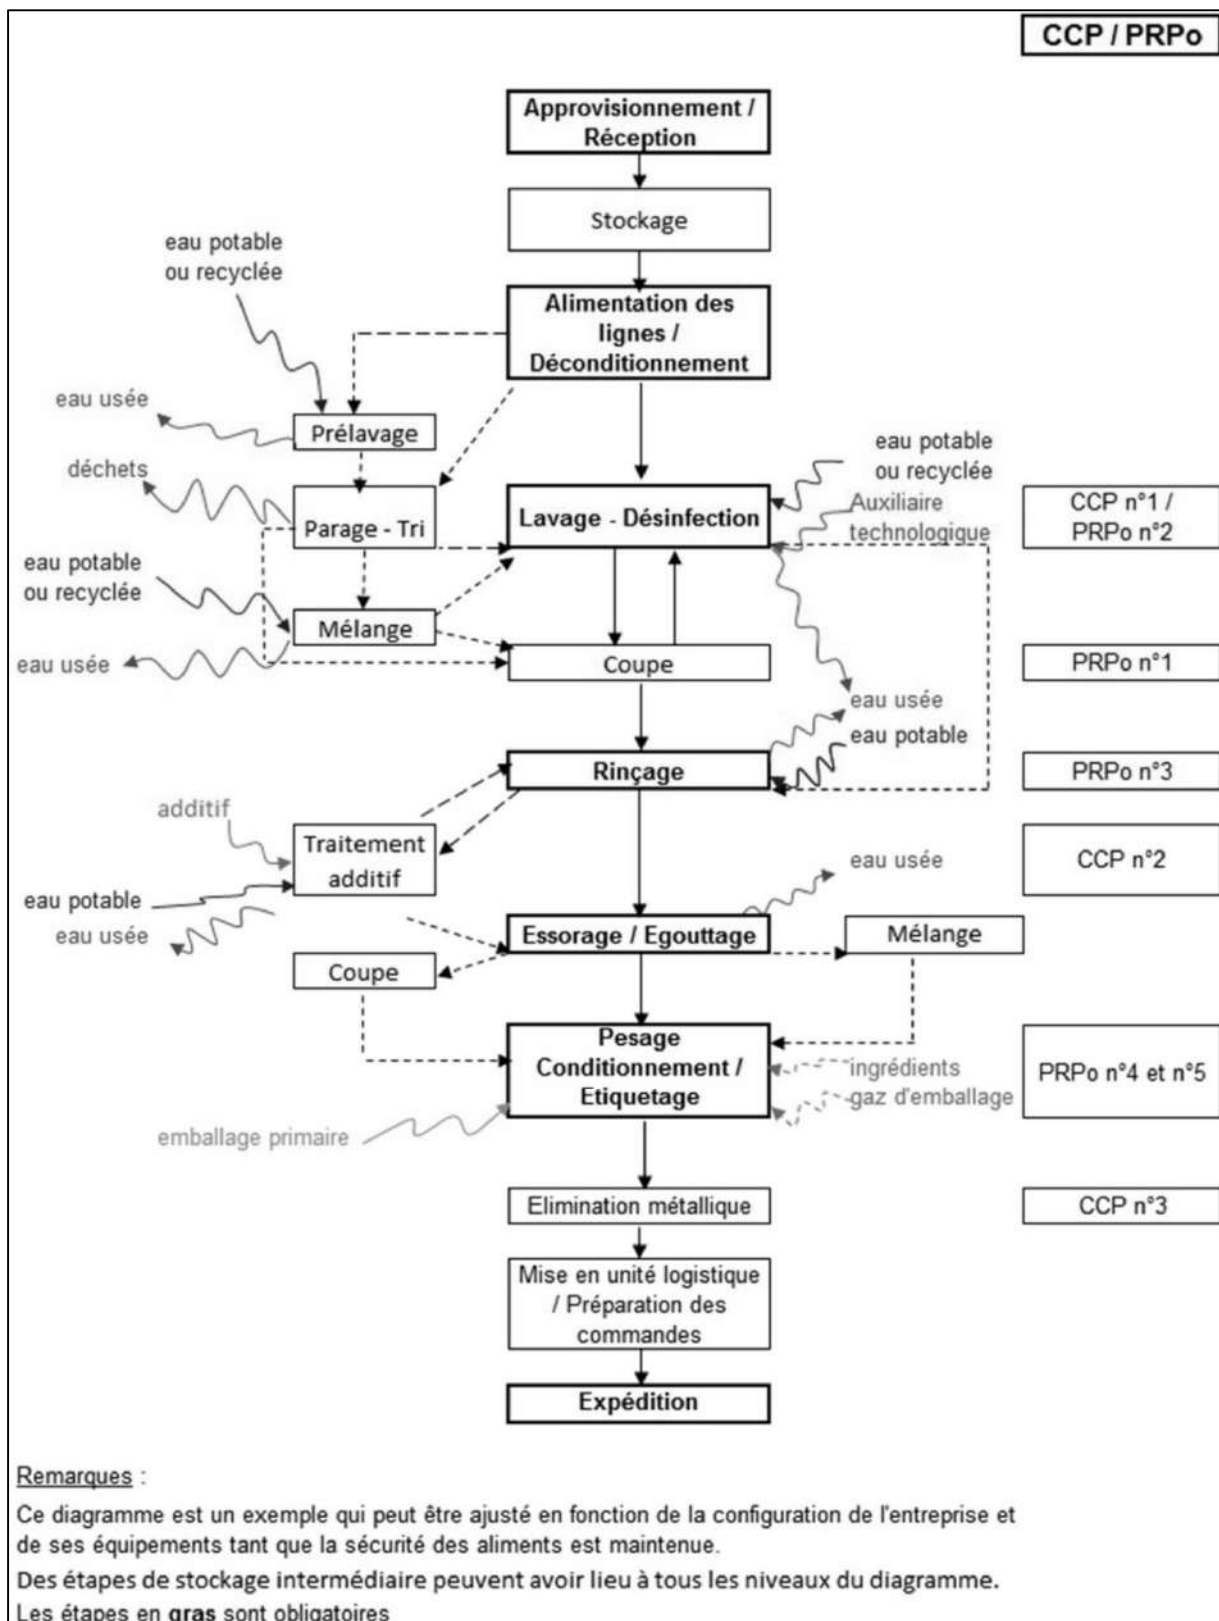 CCP / PRPo
Approvisionnement /
Réception
Stockage
eau potable
ou recyclée
Alimentation des
lignes /
Déconditionnement
eau usée
Prélavage
déchets
Parage - Tri
eau potable
ou recyclée
Lavage - Désinfection
Auxiliaire
technologique
CCP n°1 /
PRPo n°2
eau potable
ou recyclée
Mélange
eau usée
Coupe
PRPo n°1
eau usée
eau potable
Rinçage
PRPo n°3
additif
Traitement
additif
eau potable
eau usée
eau usée
CCP n°2
Essorage / Egouttage
Mélange
Coupe
Pesage
Conditionnement /
Etiquetage
ingrédients
gaz d'emballage
PRPo n°4 et n°5
emballage primaire
Elimination métallique
CCP n°3
Mise en unité logistique
/ Préparation des
commandes
Expédition
Remarques :
Ce diagramme est un exemple qui peut être ajusté en fonction de la configuration de l'entreprise et
de ses équipements tant que la sécurité des aliments est maintenue.
Des étapes de stockage intermédiaire peuvent avoir lieu à tous les niveaux du diagramme.
Les étapes en gras sont obligatoires